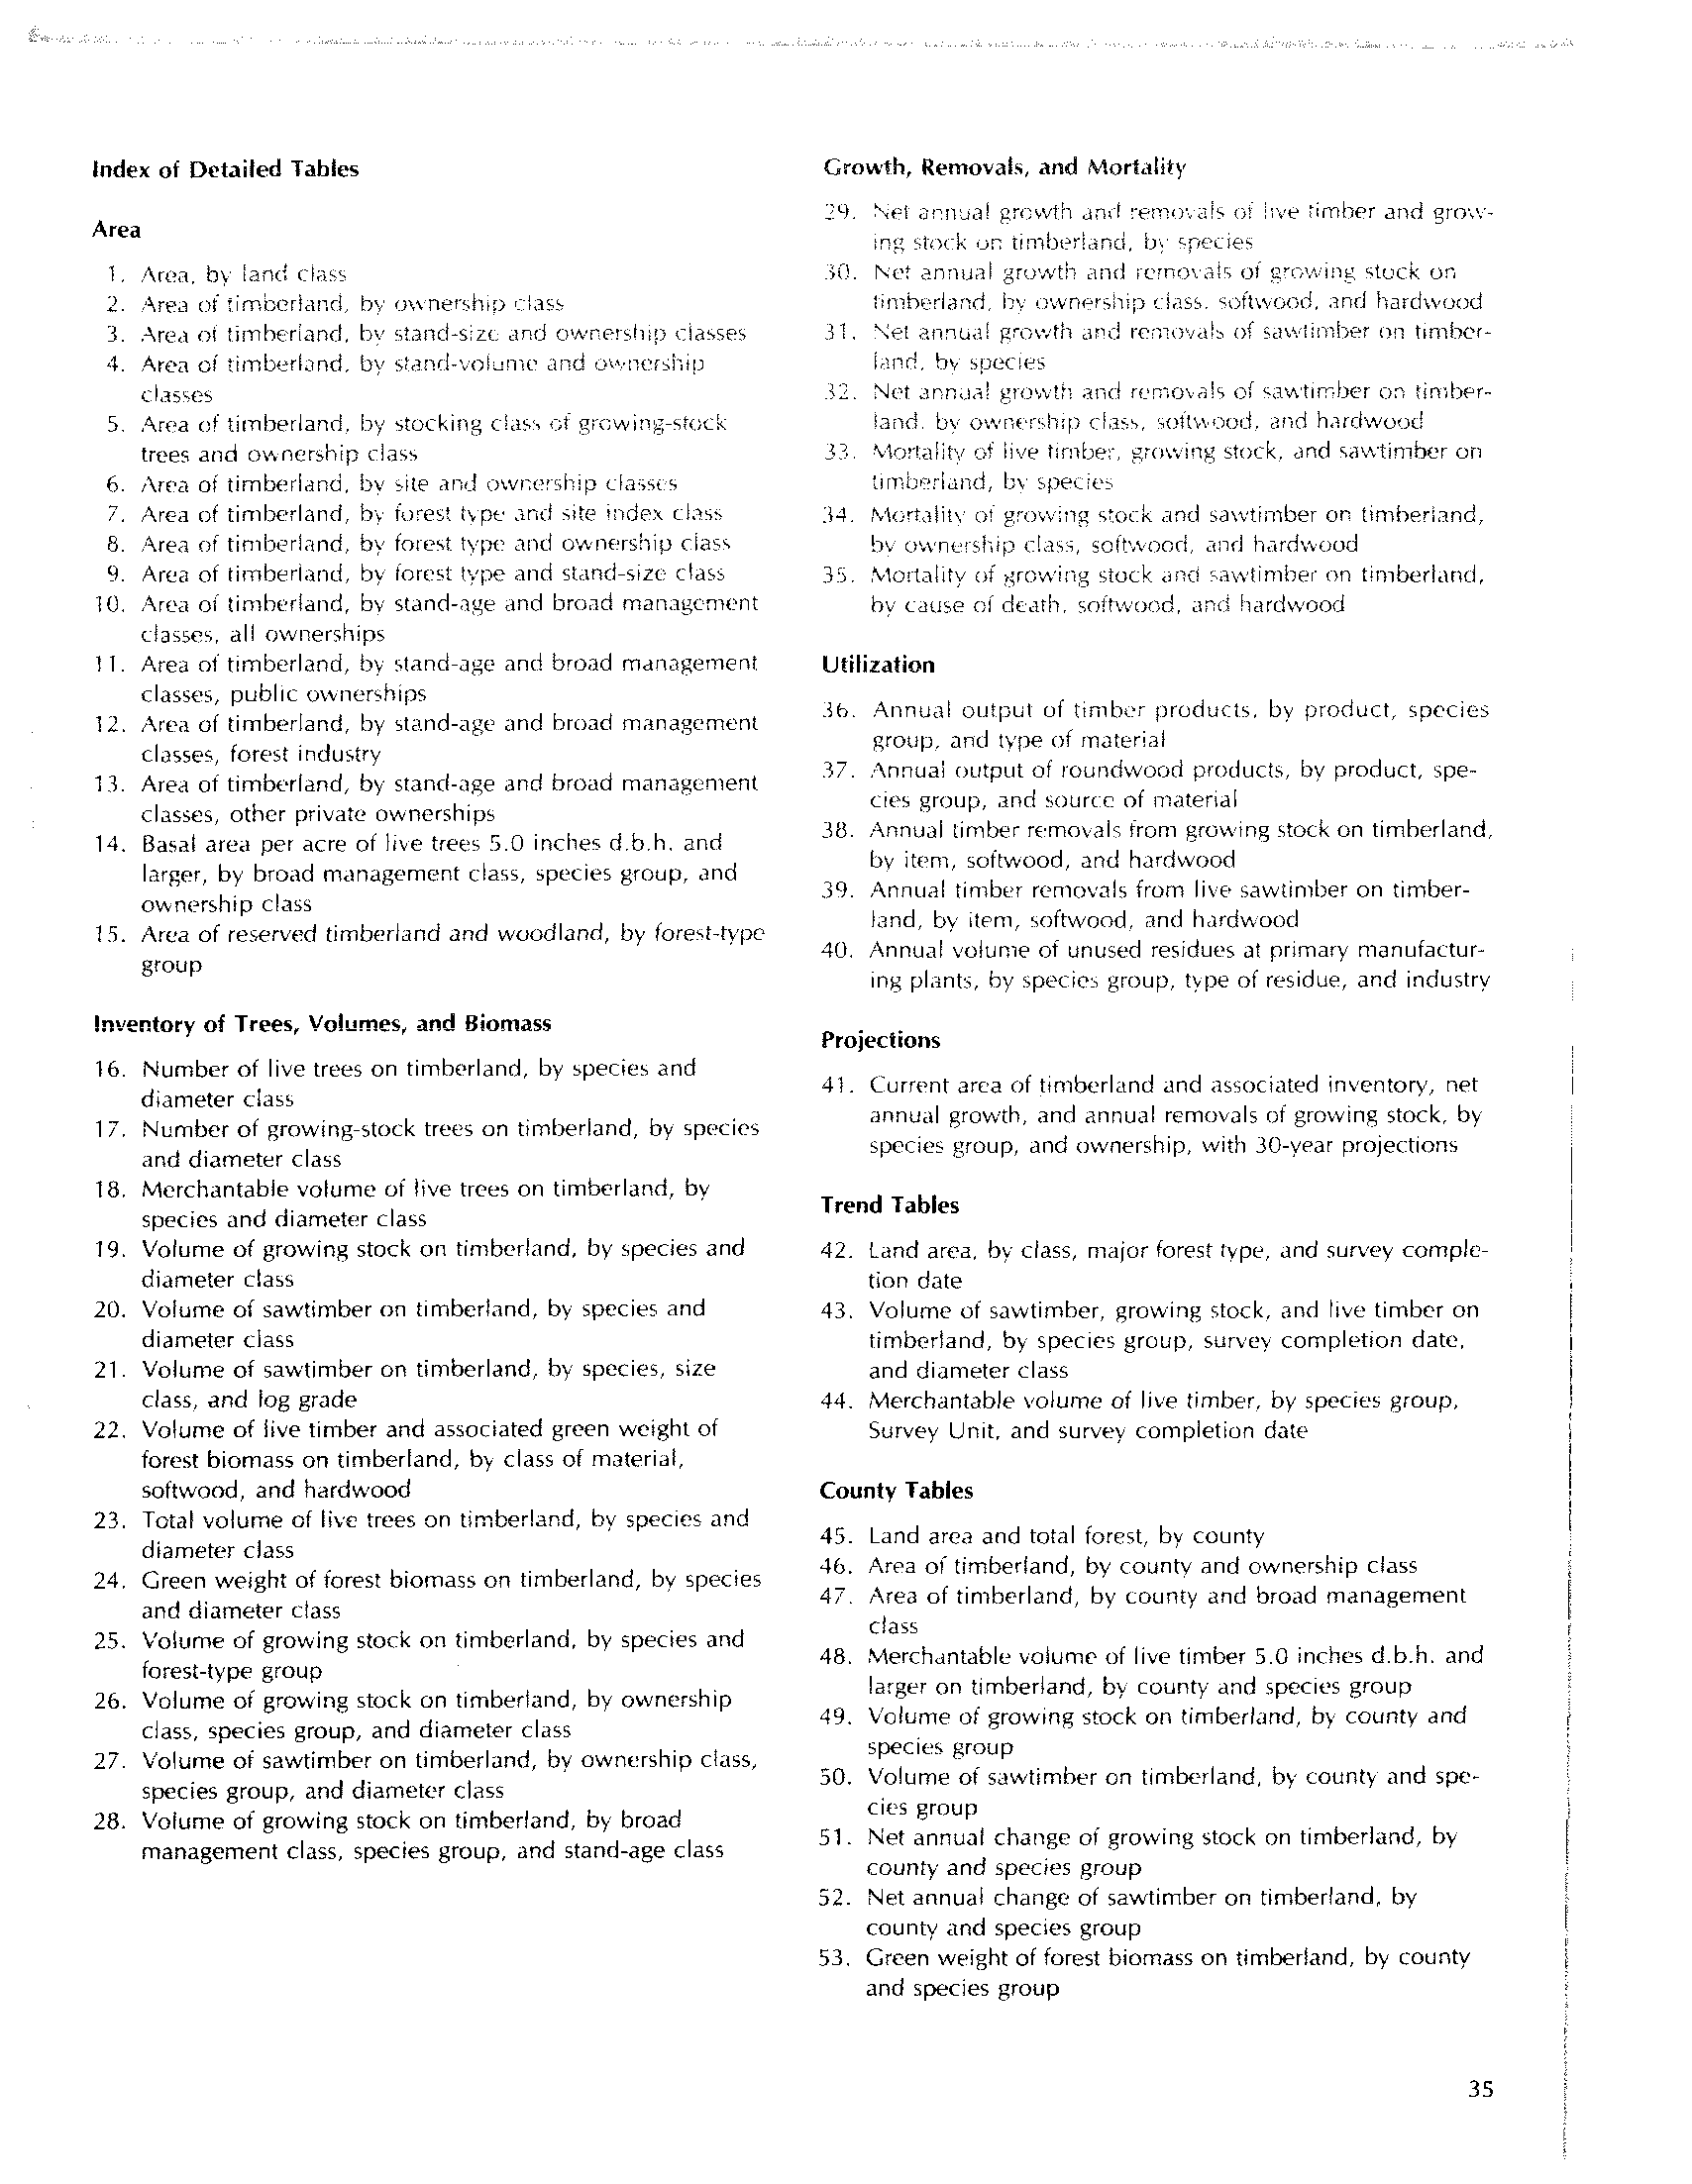 Index of Detailed Tables
Area
1. Area, by land class
2. Area of timberland, by ownership class
3. Area of timberland, by stand-size and ownership classes
4. Area of timberland, by stand-volume and ownership
classes
5. Area of timberland, by stocking class of growing-stock
trees and ownership class
6. Area of timberland, by site and ownership classes
7. Area of timberland, by forest type and site index class
8. Area of timberland, by forest type and ownership class
9. Area of timberland, by forest type and stand-size class
10. Area of timberland, by stand-age and broad management
classes, all ownerships
11. Area of timberland, by stand-age and broad management
classes, public ownerships
12. Area of timberland, by stand-age and broad management
classes, forest industry
13. Area of timberland, by stand-age and broad management
classes, other private ownerships
14. Basal area per acre of live trees 5.0 inches d.b.h. and
larger, by broad management class, species group, and
ownership class
15. Area of reserved timberland and woodland, by forest-type
group
Inventory of Trees, Volumes, and Biomass
16. Number of live trees on timberland, by species and
diameter class
17. Number of growing-stock trees on timberland, by species
and diameter class
18. Merchantable volume of live trees on timberland, by
species and diameter class
19. Volume of growing stock on timberland, by species and
diameter class
20. Volume of sawtimber on timberland, by species and
diameter class
21. Volume of sawtimber on timberland, by species, size
class, and log grade
22. Volume of live timber and associated green weight of
forest biomass on timberland, by class of material,
softwood, and hardwood
23. Total volume of live trees on timberland, by species and
diameter class
24. Green weight of forest biomass on timberland, by species
and diameter class
25. Volume of growing stock on timberland, by species and
forest-type group
26. Volume of growing stock on timberland, by ownership
class, species group, and diameter class
27. Volume of sawtimber on timberland, by ownership class,
species group, and diameter class
28. Volume of growing stock on timberland, by broad
management class, species group, and stand-age class
Growth, Removals, and Mortality
29. Net annual growth and removals of live timber and grow-
ing stock on timberland, by species
30. Net annual growth and removals of growing stock on
timberland, by ownership class, softwood, and hardwood
31. Net annual growth and removals of sawtimber on timber-
land, by species
32. Net annual growth and removals of sawtimber on timber-
land, by ownership class, softwood, and hardwood
33. Mortality of live timber, growing stock, and sawtimber on
timberland, by species
34. Mortality of growing stock and sawtimber on timberland,
by ownership class, softwood, and hardwood
35. Mortality of growing stock and sawtimber on timberland,
by cause of death, softwood, and hardwood
Utilization
36. Annual output of timber products, by product, species
group, and type of material
37. Annual output of roundwood products, by product, spe-
cies group, and source of material
38. Annual timber removals from growing stock on timberland,
by item, softwood, and hardwood
39. Annual timber removals from live sawtimber on timber-
land, by item, softwood, and hardwood
40. Annual volume of unused residues at primary manufactur-
ing plants, by species group, type of residue, and industry
Projections
41. Current area of timberland and associated inventory, net
annual growth, and annual removals of growing stock, by
species group, and ownership, with 30-year projections
Trend Tables
42. Land area, by class, major forest type, and survey comple-
tion date
43. Volume of sawtimber, growing stock, and live timber on
timberland, by species group, survey completion date,
and diameter class
44. Merchantable volume of live timber, by species group,
Survey Unit, and survey completion date
County Tables
45. Land area and total forest, by county
46. Area of timberland, by county and ownership class
47. Area of timberland, by county and broad management
class
48. Merchantable volume of live timber 5.0 inches d.b.h. and
larger on timberland, by county and species group
49. Volume of growing stock on timberland, by county and
species group
50. Volume of sawtimber on timberland, by county and spe-
cies group
51. Net annual change of growing stock on timberland, by
county and species group
52. Net annual change of sawtimber on timberland, by
county and species group
53. Green weight of forest biomass on timberland, by county
and species group
35